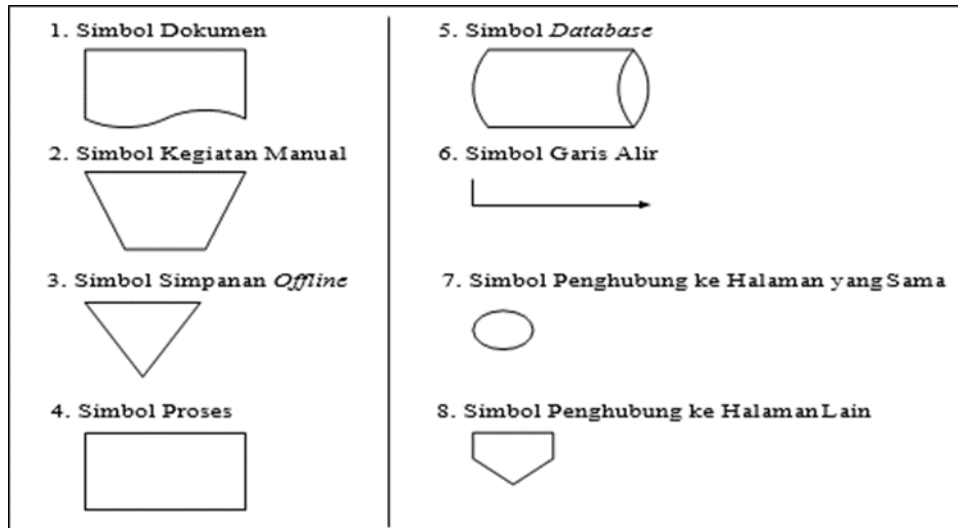 1. Simbol Dokumen
2. Simbol Kegiatan Manual
3. Simbol Simpanan Offline
4. Simbol Proses
5. Simbol Database
6. Simbol Garis Alir
7. Simbol Penghubung ke Halaman yang Sama
8. Simbol Penghubung ke Halaman Lain